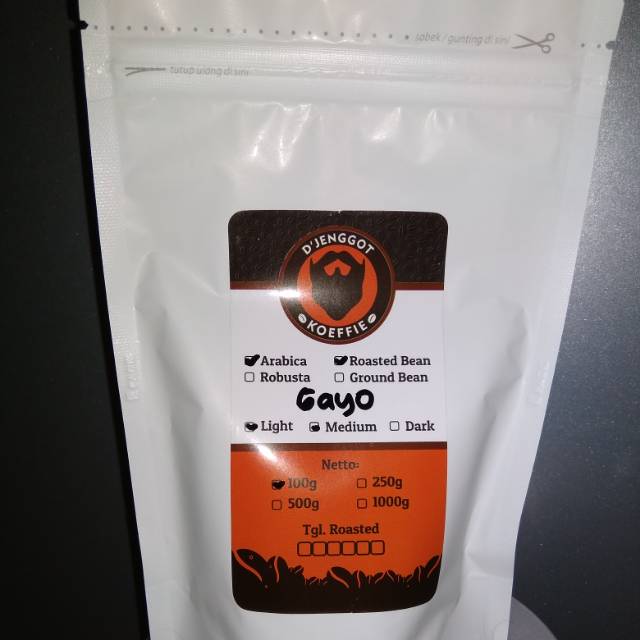 sobek / gunting di sini
tutup ulang di sini
D'JENGGOT
KOEFFIE
Arabica Roasted Bean
Robusta Ground Bean
Gayo
Light Medium Dark
Netto:
100g 250g
500g 1000g
Tgl. Roasted